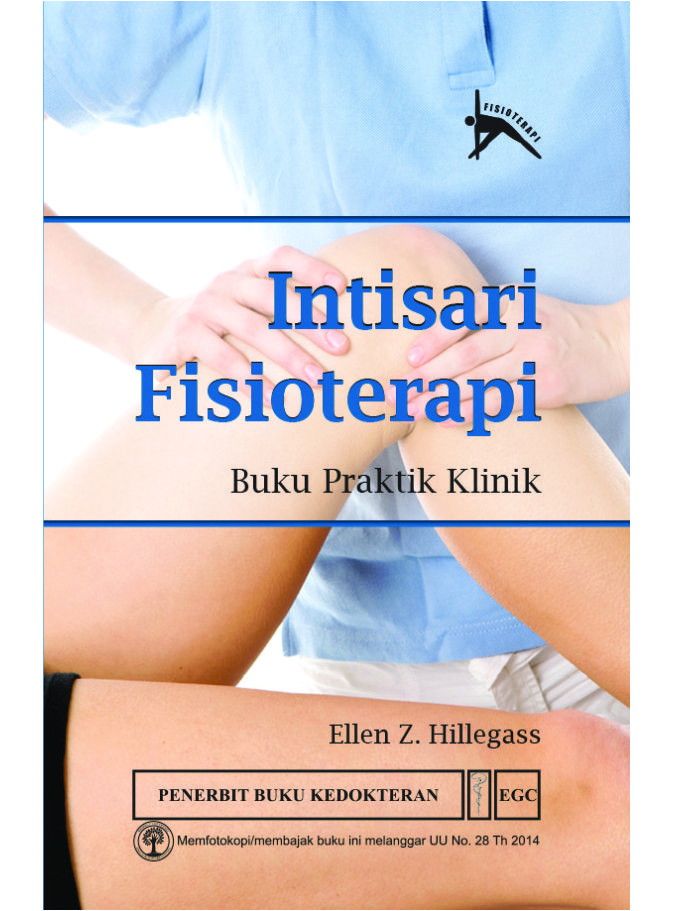 FISIOTERAPI
Intisari
Fisioterapi
Buku Praktik Klinik
Ellen Z. Hillegass
PENERBIT BUKU KEDOKTERAN EGC
Memfotokopi/membajak buku ini melanggar UU No. 28 Th 2014